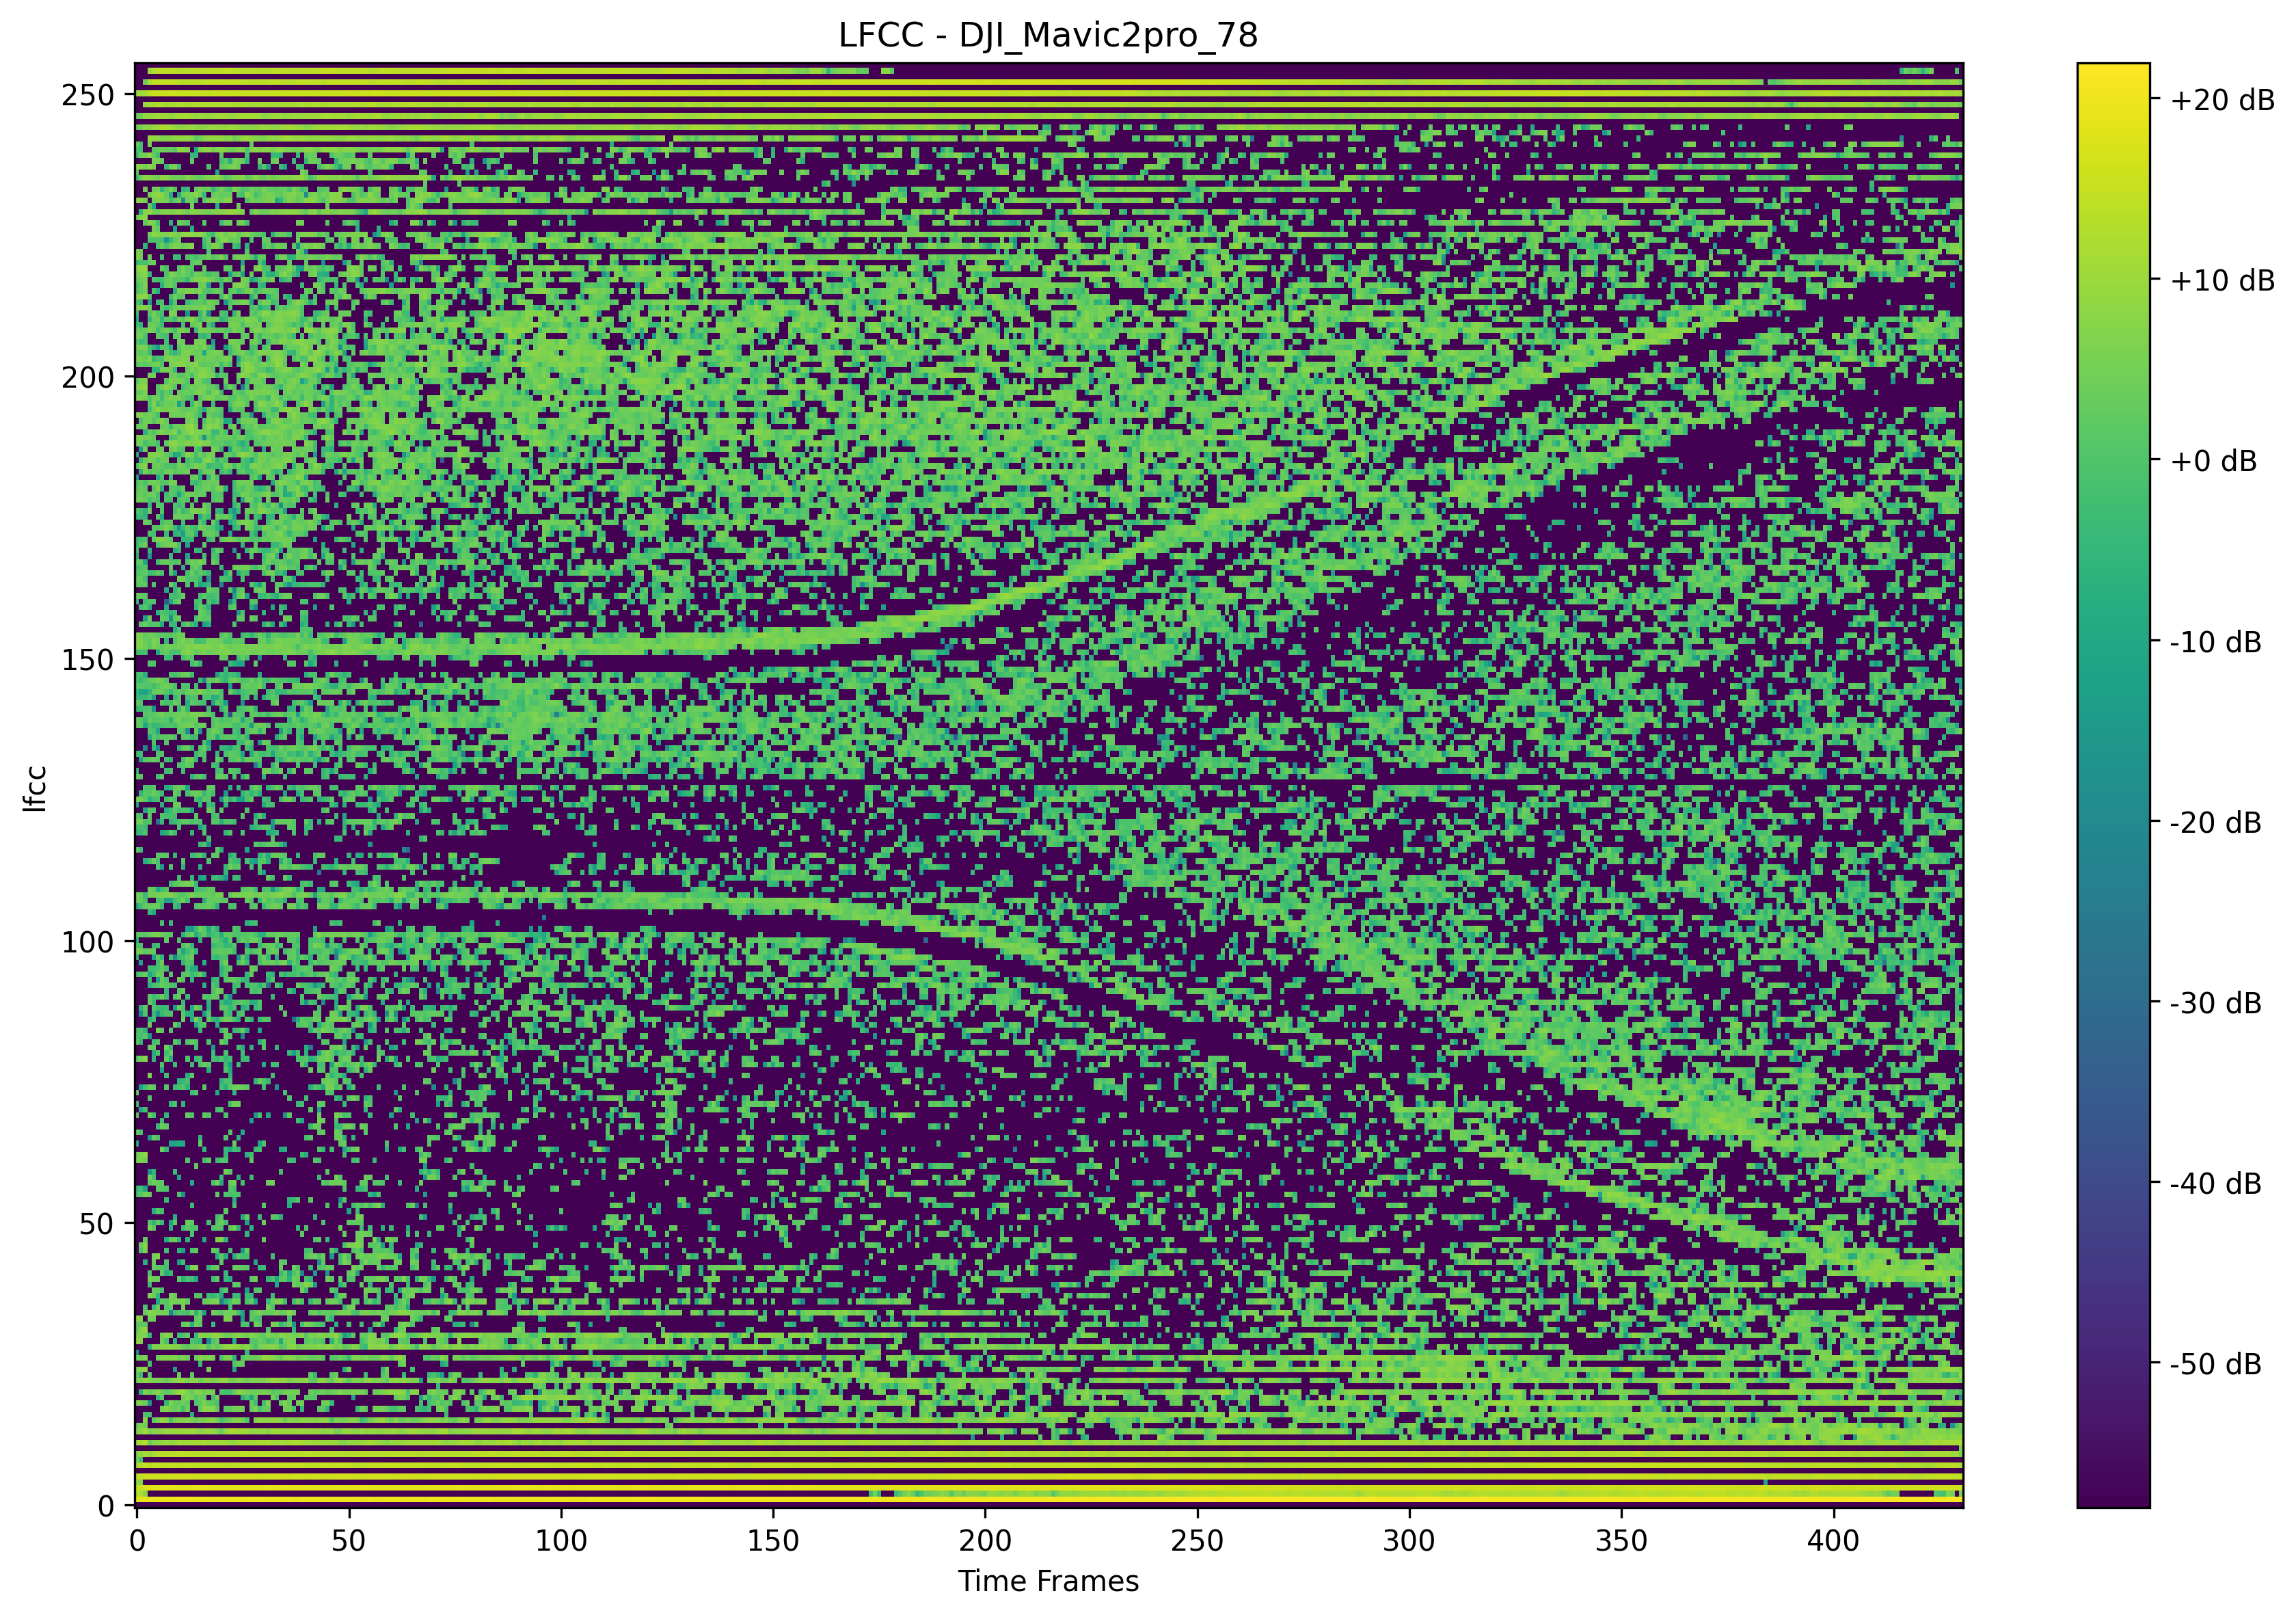 LFCC - DJI_Mavic2pro_78
250
200
150
100
50
0
lfcc
0 50 100 150 200 250 300 350 400
Time Frames
+20 dB
+10 dB
+0 dB
-10 dB
-20 dB
-30 dB
-40 dB
-50 dB